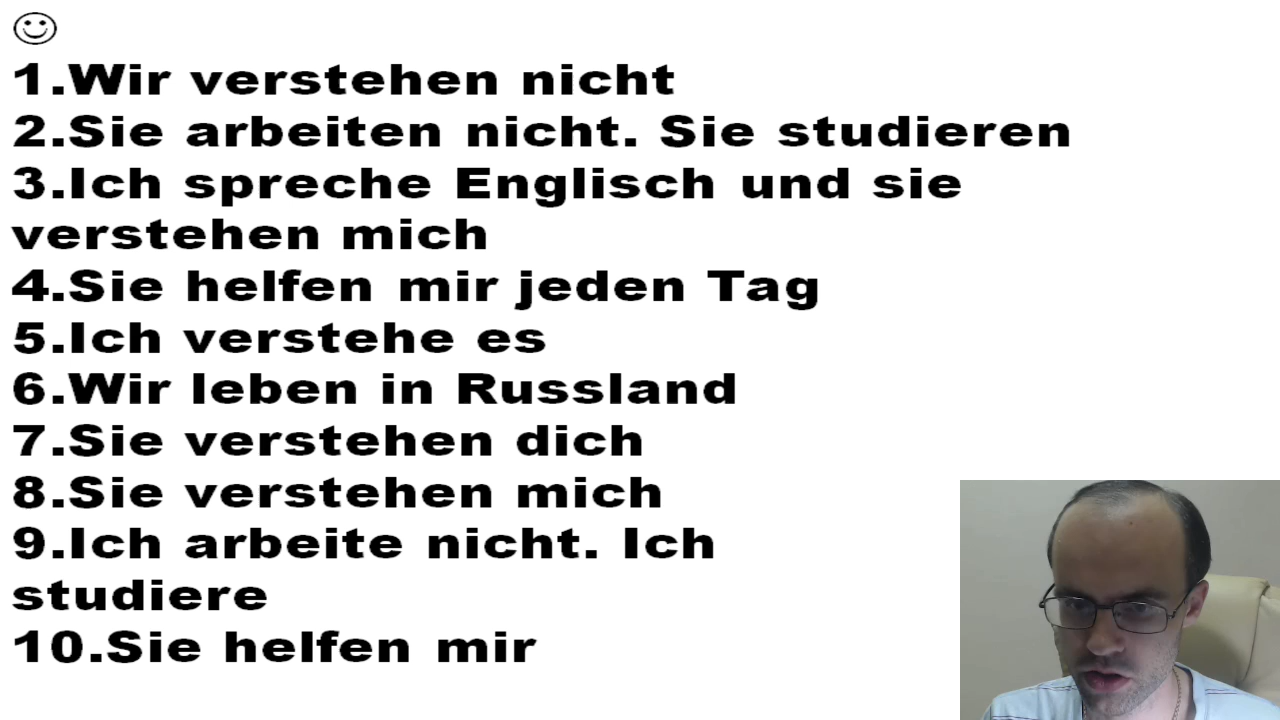 1.Wir verstehen nicht
2.Sie arbeiten nicht. Sie studieren
3.Ich spreche Englisch und sie
verstehen mich
4.Sie helfen mir jeden Tag
5.Ich verstehe es
6.Wir leben in Russland
7.Sie verstehen dich
8.Sie verstehen mich
9.Ich arbeite nicht. Ich
studiere
10.Sie helfen mir